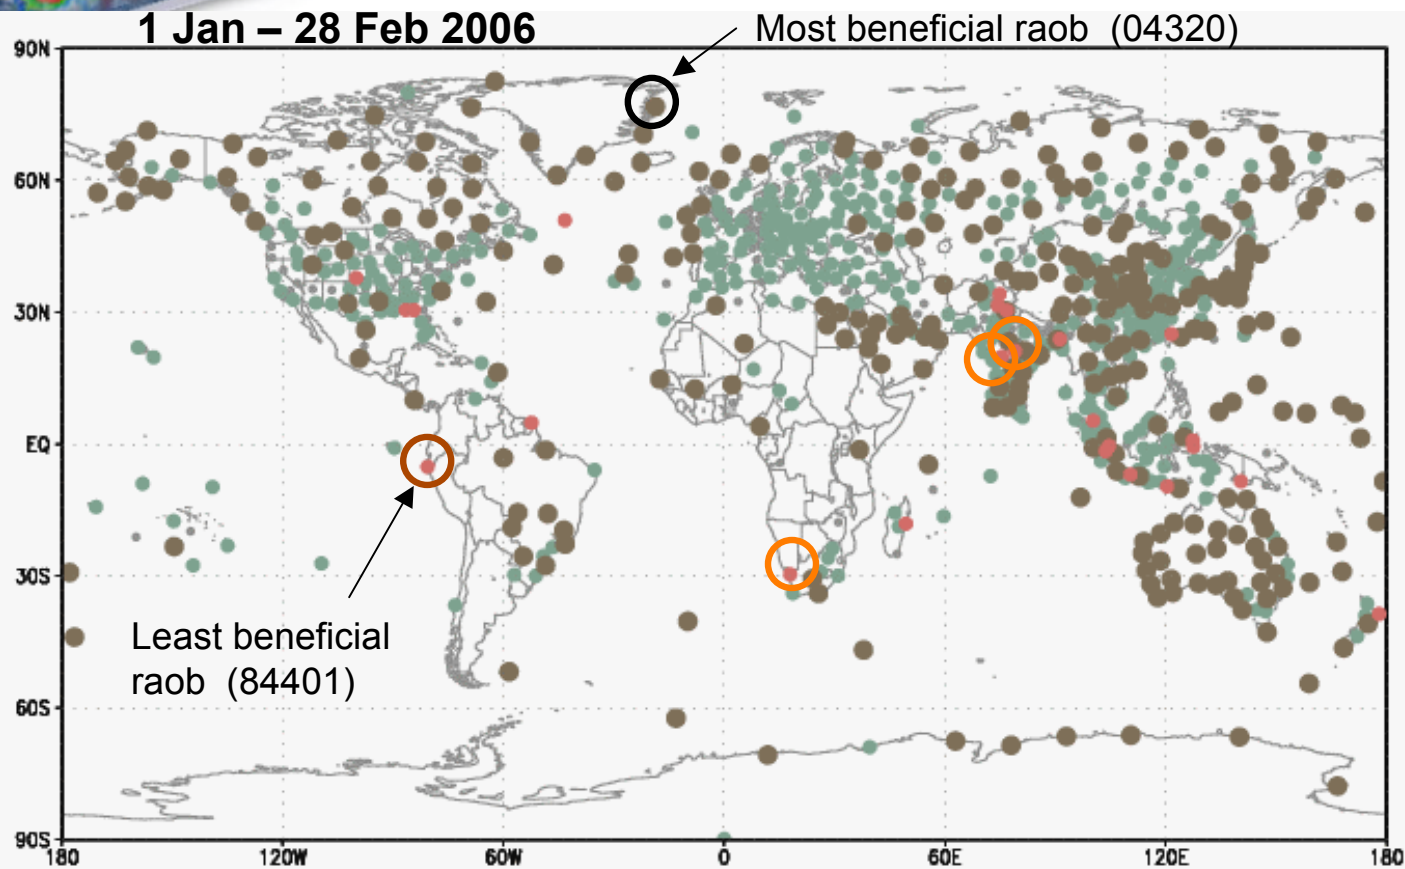 1 Jan – 28 Feb 2006
Most beneficial raob (04320)
90N
60N
30N
EQ
30S
60S
90S
Least beneficial
raob (84401)
180
120W
60W
0
60E
120E
180